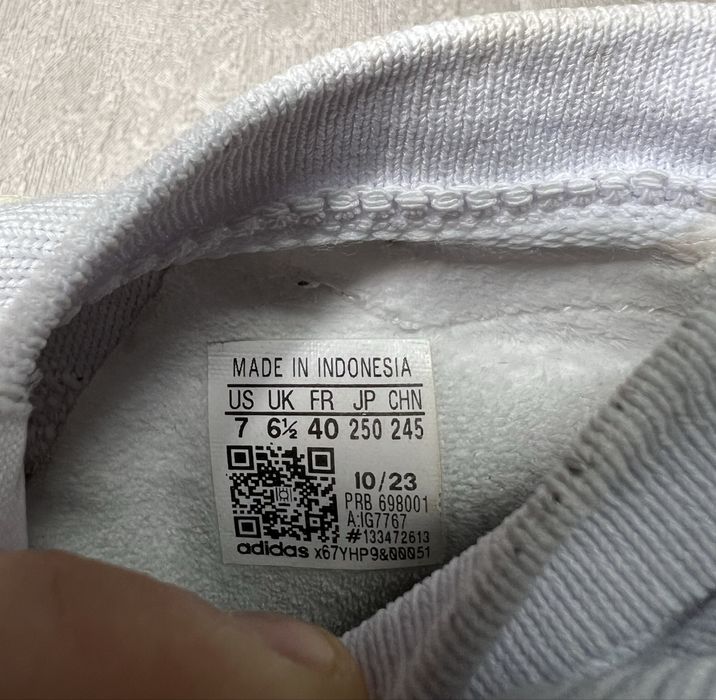 MADE IN INDONESIA
US UK FR JP CHN
7 6½ 40 250 245
10/23
PRB 698001
A:IG7767
#133472613
adidas x67YHP9&00051